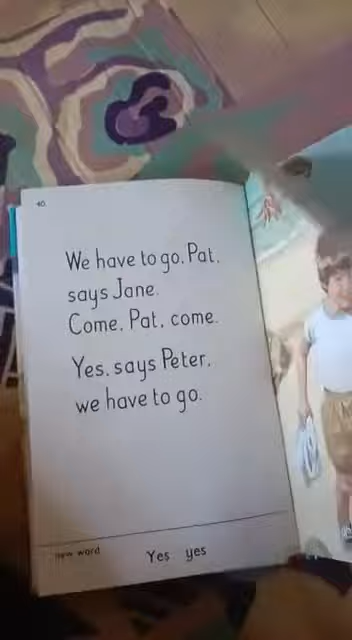 40
We have to go, Pat,
says Jane.
Come, Pat, come.
Yes, says Peter,
we have to go.
new word
Yes yes